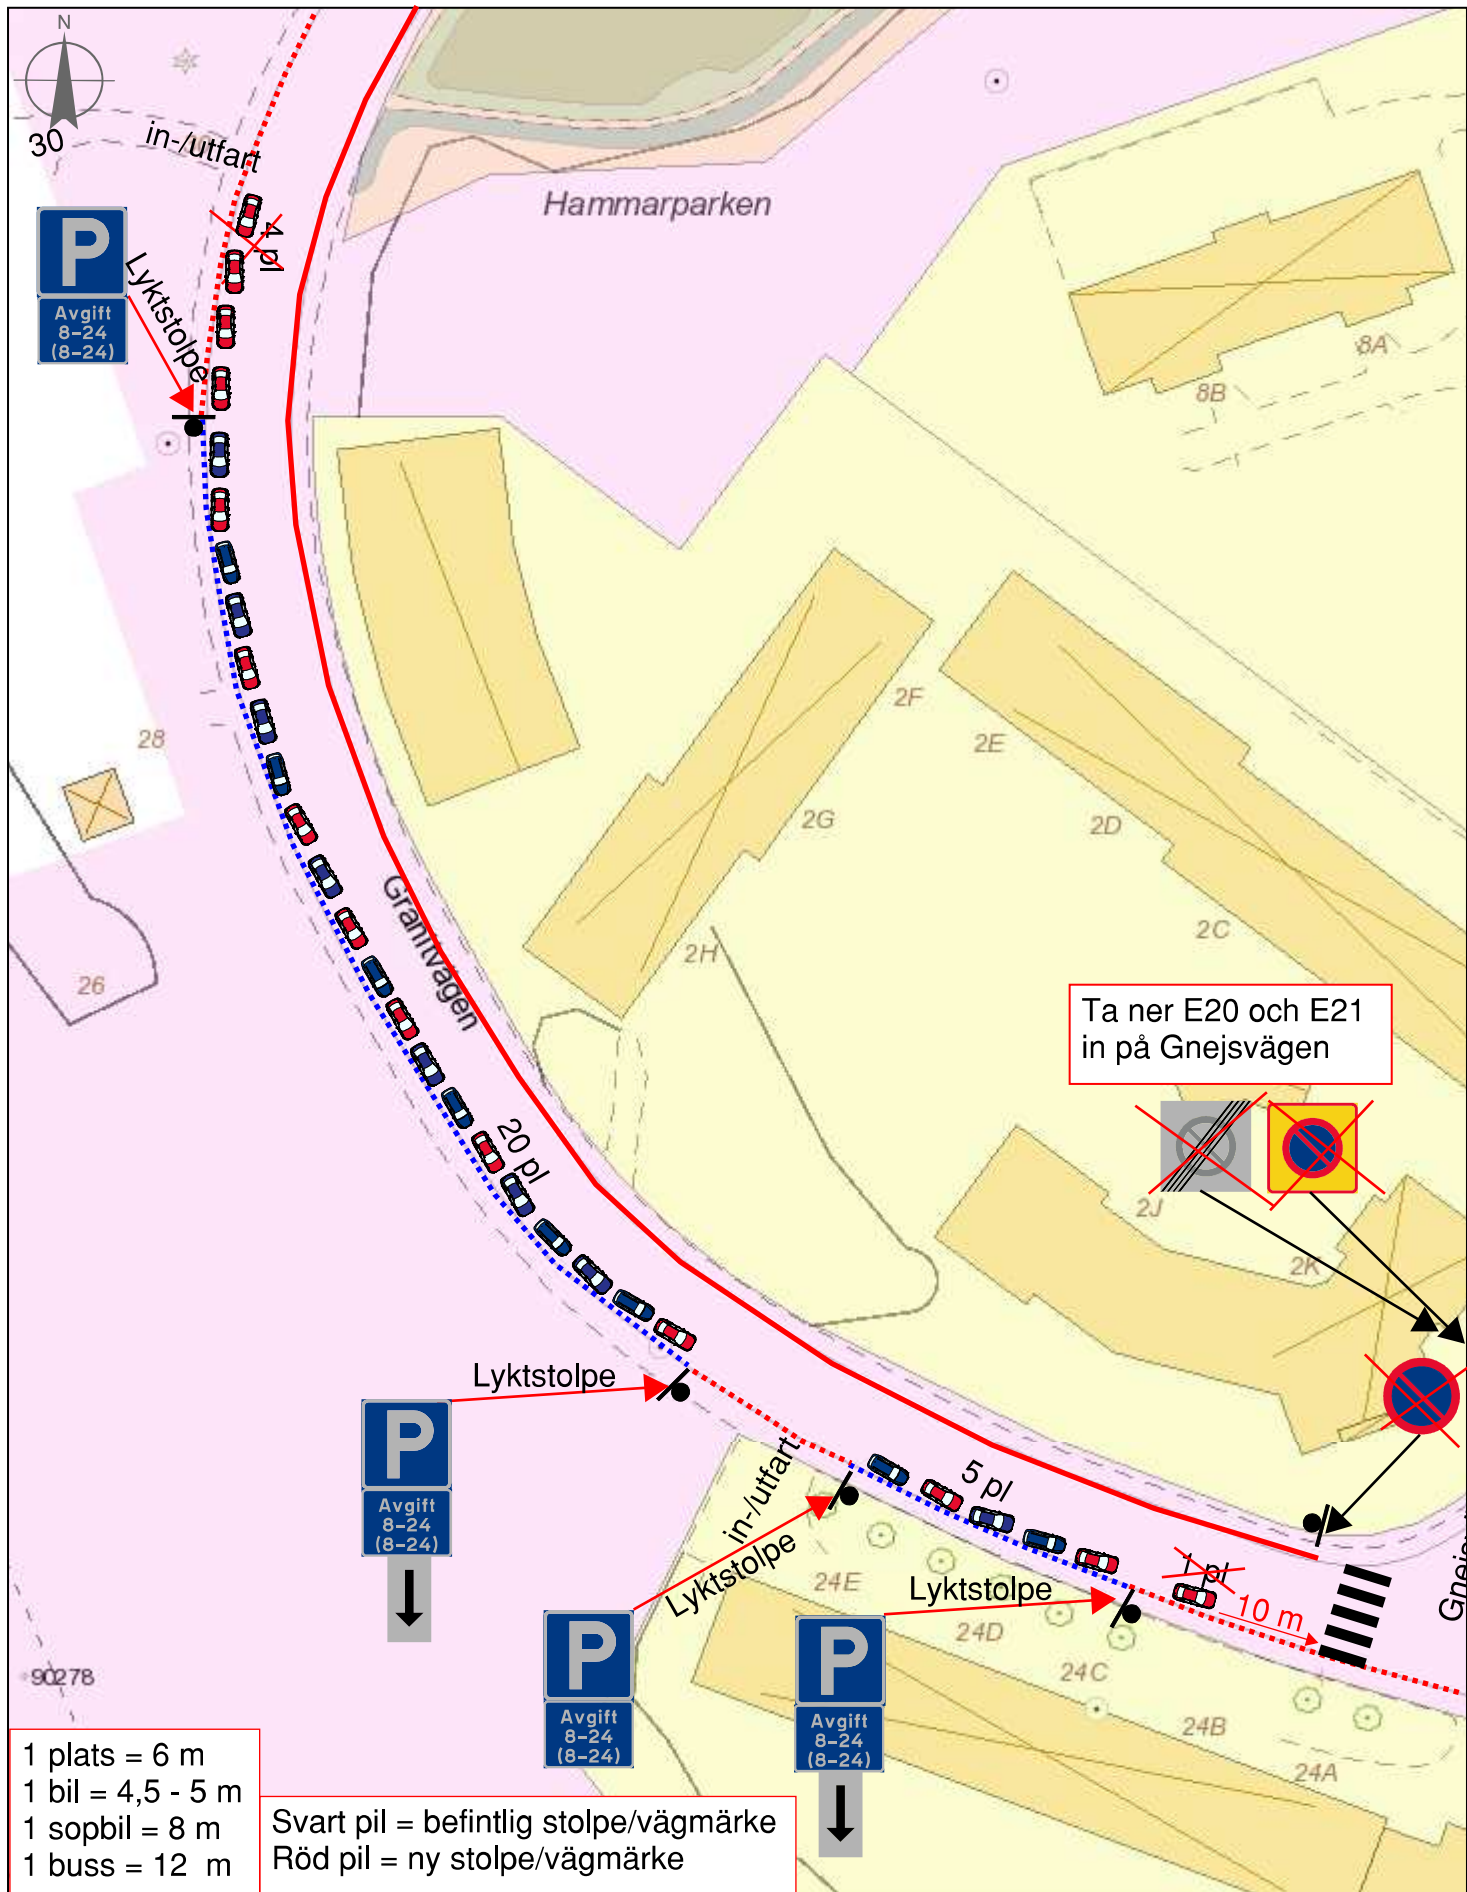 N
30
in-/utfart
P
Avgift
8-24
(8-24)
Lyktstolpe
4 pl
Hammarparken
8A
8B
2F
2E
2G
2D
2C
2H
28
26
Granitvägen
Ta ner E20 och E21
in på Gnejsvägen
20 pl
2J
2K
Lyktstolpe
P
Avgift
8-24
(8-24)
in-/utfart
5 pl
Lyktstolpe
24E
Lyktstolpe
1 pl
10 m
24D
24C
24B
24A
P
Avgift
8-24
(8-24)
P
Avgift
8-24
(8-24)
90278
1 plats = 6 m
1 bil = 4,5 - 5 m
1 sopbil = 8 m
1 buss = 12 m
Svart pil = befintlig stolpe/vägmärke
Röd pil = ny stolpe/vägmärke